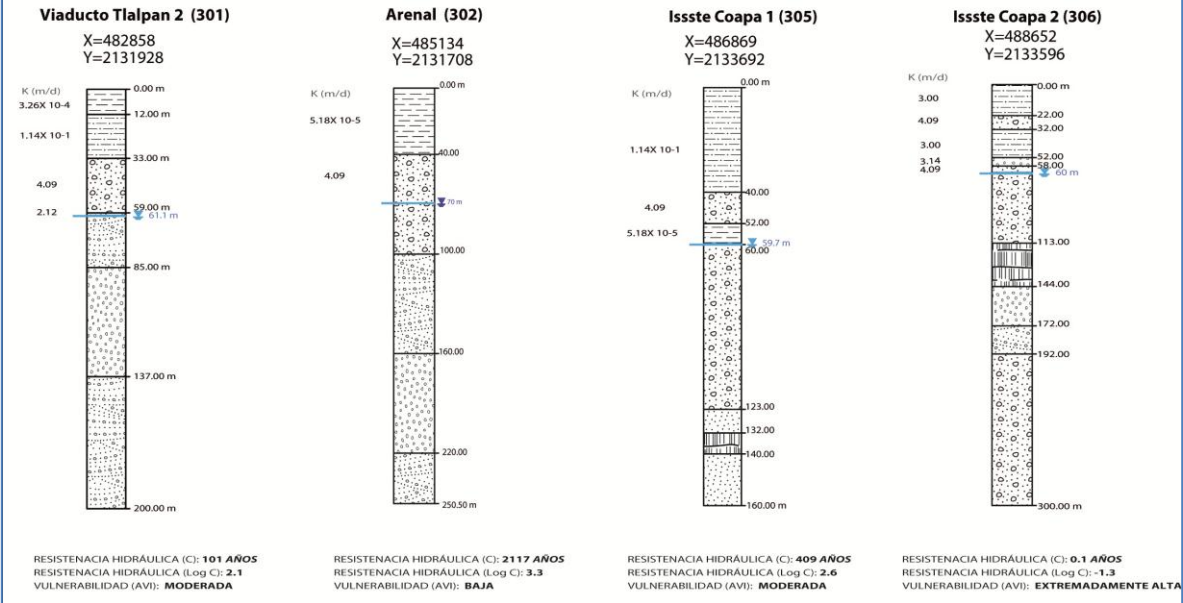 Viaducto Tlalpan 2 (301)
X=482858
Y=2131928
K (m/d)
0.00 m
3.26X 10-4
12.00 m
1.14X 10-1
33.00 m
4.09
59.00 m
2.12
61.1 m
85.00 m
137.00 m
200.00 m
RESISTENACIA HIDRÁULICA (C): 101 AÑOS
RESISTENACIA HIDRÁULICA (Log C): 2.1
VULNERABILIDAD (AVI): MODERADA
Arenal (302)
X=485134
Y=2131708
K (m/d)
0.00 m
5.18X 10-5
40.00
4.09
70 m
100.00
160.00
220.00
250.50 m
RESISTENACIA HIDRÁULICA (C): 2117 AÑOS
RESISTENACIA HIDRÁULICA (Log C): 3.3
VULNERABILIDAD (AVI): BAJA
Issste Coapa 1 (305)
X=486869
Y=2133692
K (m/d)
0.00 m
1.14X 10-1
40.00
4.09
52.00
5.18X 10-5
59.7 m
60.00
123.00
132.00
140.00
160.00 m
RESISTENACIA HIDRÁULICA (C): 409 AÑOS
RESISTENACIA HIDRÁULICA (Log C): 2.6
VULNERABILIDAD (AVI): MODERADA
Issste Coapa 2 (306)
X=488652
Y=2133596
K (m/d)
0.00 m
3.00
22.00
4.09
32.00
3.00
52.00
3.14
58.00
4.09
60 m
113.00
144.00
172.00
192.00
300.00 m
RESISTENACIA HIDRÁULICA (C): 0.1 AÑOS
RESISTENACIA HIDRÁULICA (Log C): -1.3
VULNERABILIDAD (AVI): EXTREMADAMENTE ALTA